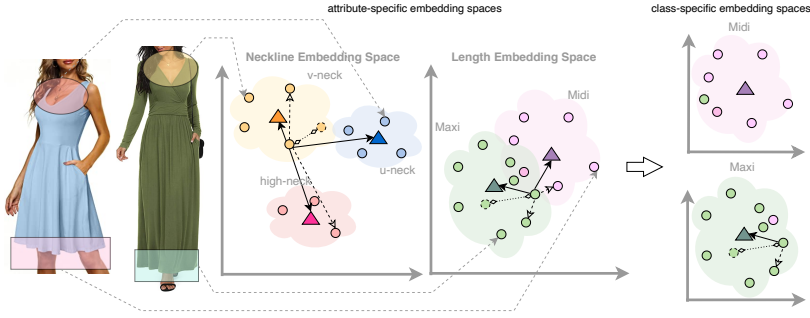 attribute-specific embedding spaces
class-specific embedding spaces
Neckline Embedding Space
v-neck
u-neck
high-neck
Length Embedding Space
Midi
Maxi
Midi
Maxi